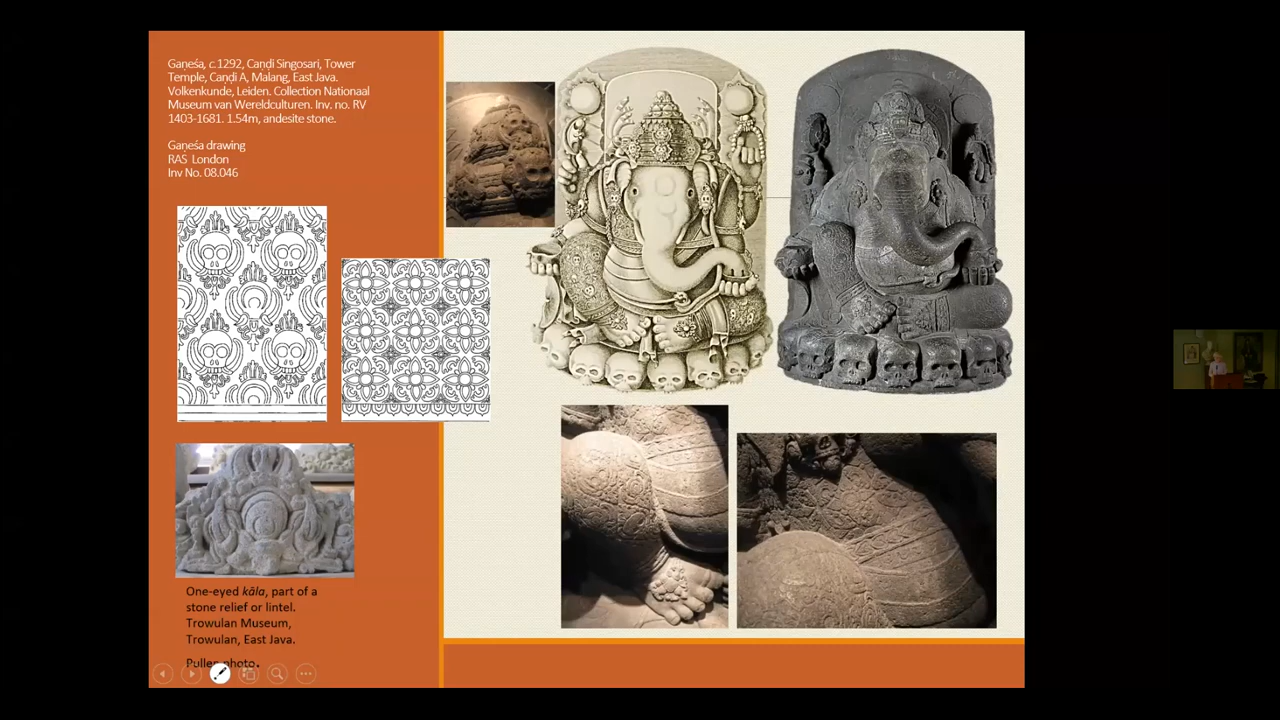 Gaṇeśa, c.1292, Caṇḍi Singosari, Tower
Temple, Caṇḍi A, Malang, East Java.
Volkenkunde, Leiden. Collection Nationaal
Museum van Wereldculturen. Inv. no. RV
1403-1681. 1.54m, andesite stone.
Gaṇeśa drawing
RAS London
Inv No. 08.046
One-eyed kāla, part of a
stone relief or lintel.
Trowulan Museum,
Trowulan, East Java.
Pullen photo.